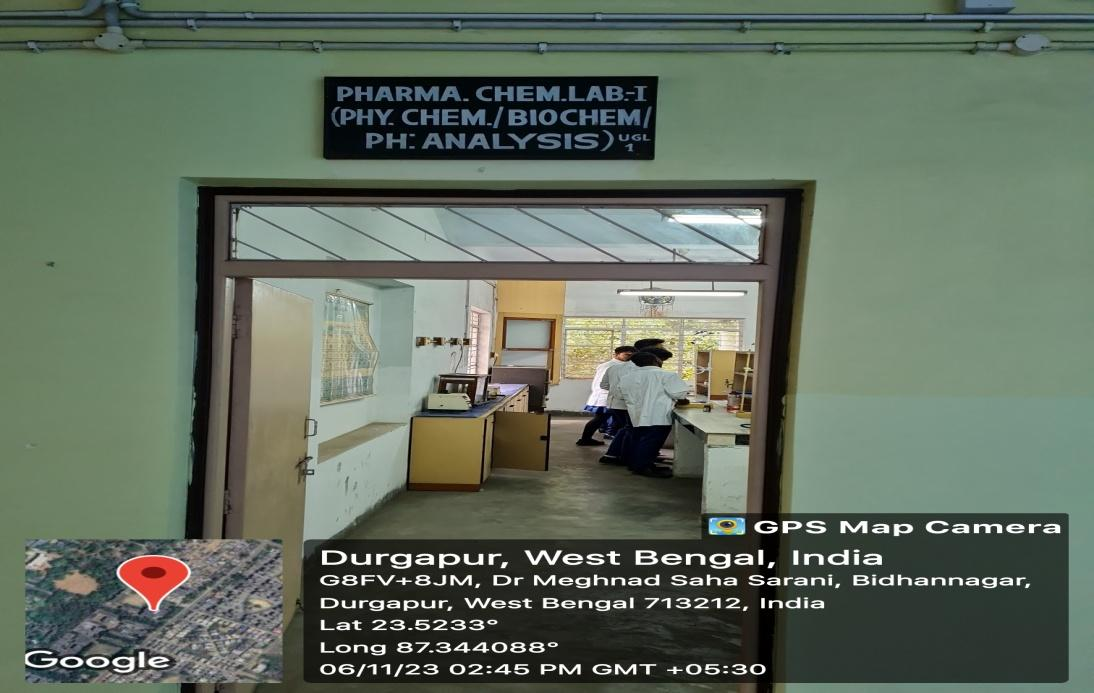 PHARMA. CHEM.LAB-I
(PHY. CHEM./BIOCHEM/
PH: ANALYSIS) UGL 1
GPS Map Camera
Durgapur, West Bengal, India
G8FV+8JM, Dr Meghnad Saha Sarani, Bidhannagar,
Durgapur, West Bengal 713212, India
Lat 23.5233°
Long 87.344088°
06/11/23 02:45 PM GMT +05:30
Google